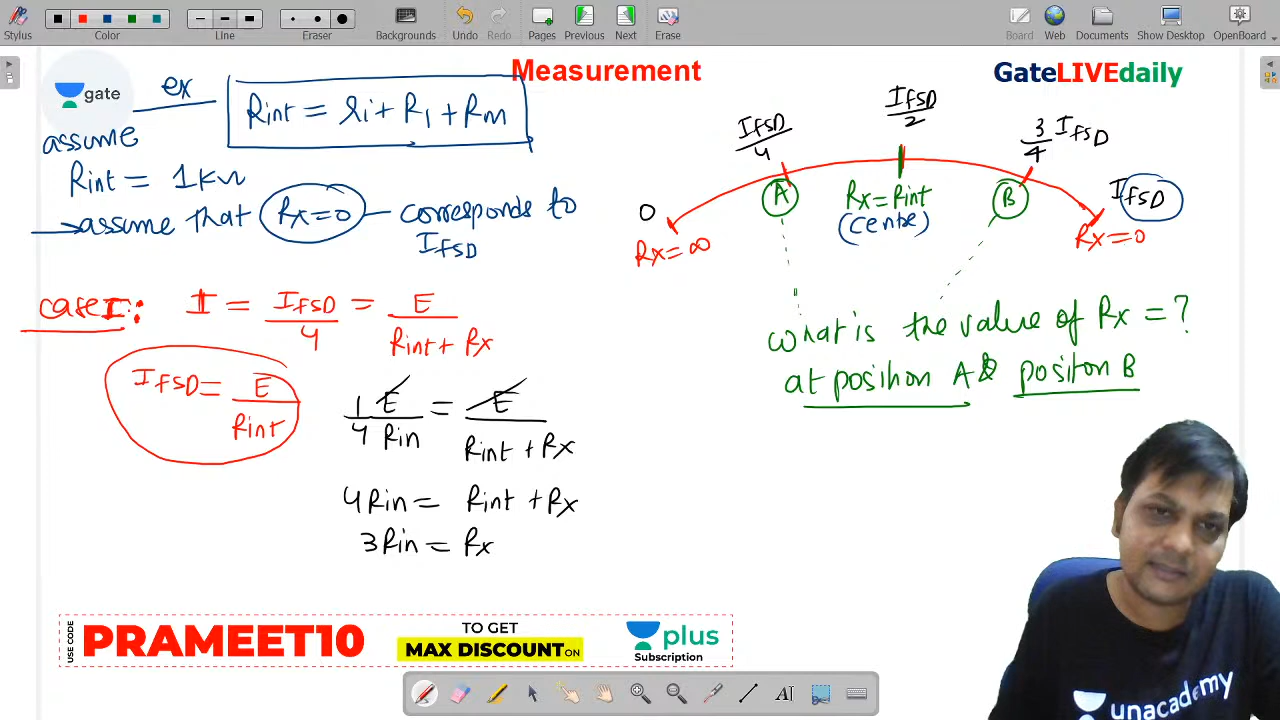 Stylus
Color
Line
Eraser
Backgrounds
Undo
Redo
Pages
Previous
Next
Erase
Board
Web
Documents
Show Desktop
OpenBoard
Measurement
GateLIVEdaily
gate
ex
Rint = ri + R1 + Rm
assume
Rint = 1kω
→ assume that Rx=0 – corresponds to
IfSD
case I: I = IfSD/4 = E/(Rint + Rx)
IfSD = E/Rint
1 E/4 Rin = E/(Rint + Rx)
4Rin = Rint + Rx
3Rin = Rx
IfSD/4
IfSD/2
3/4 IfSD
0
A
Rx = Rint
(centre)
B
IfSD
Rx = ∞
Rx = 0
what is the value of Rx = ?
at position A & position B
USE CODE
PRAMEET10
TO GET
MAX DISCOUNT ON
plus
Subscription
unacademy